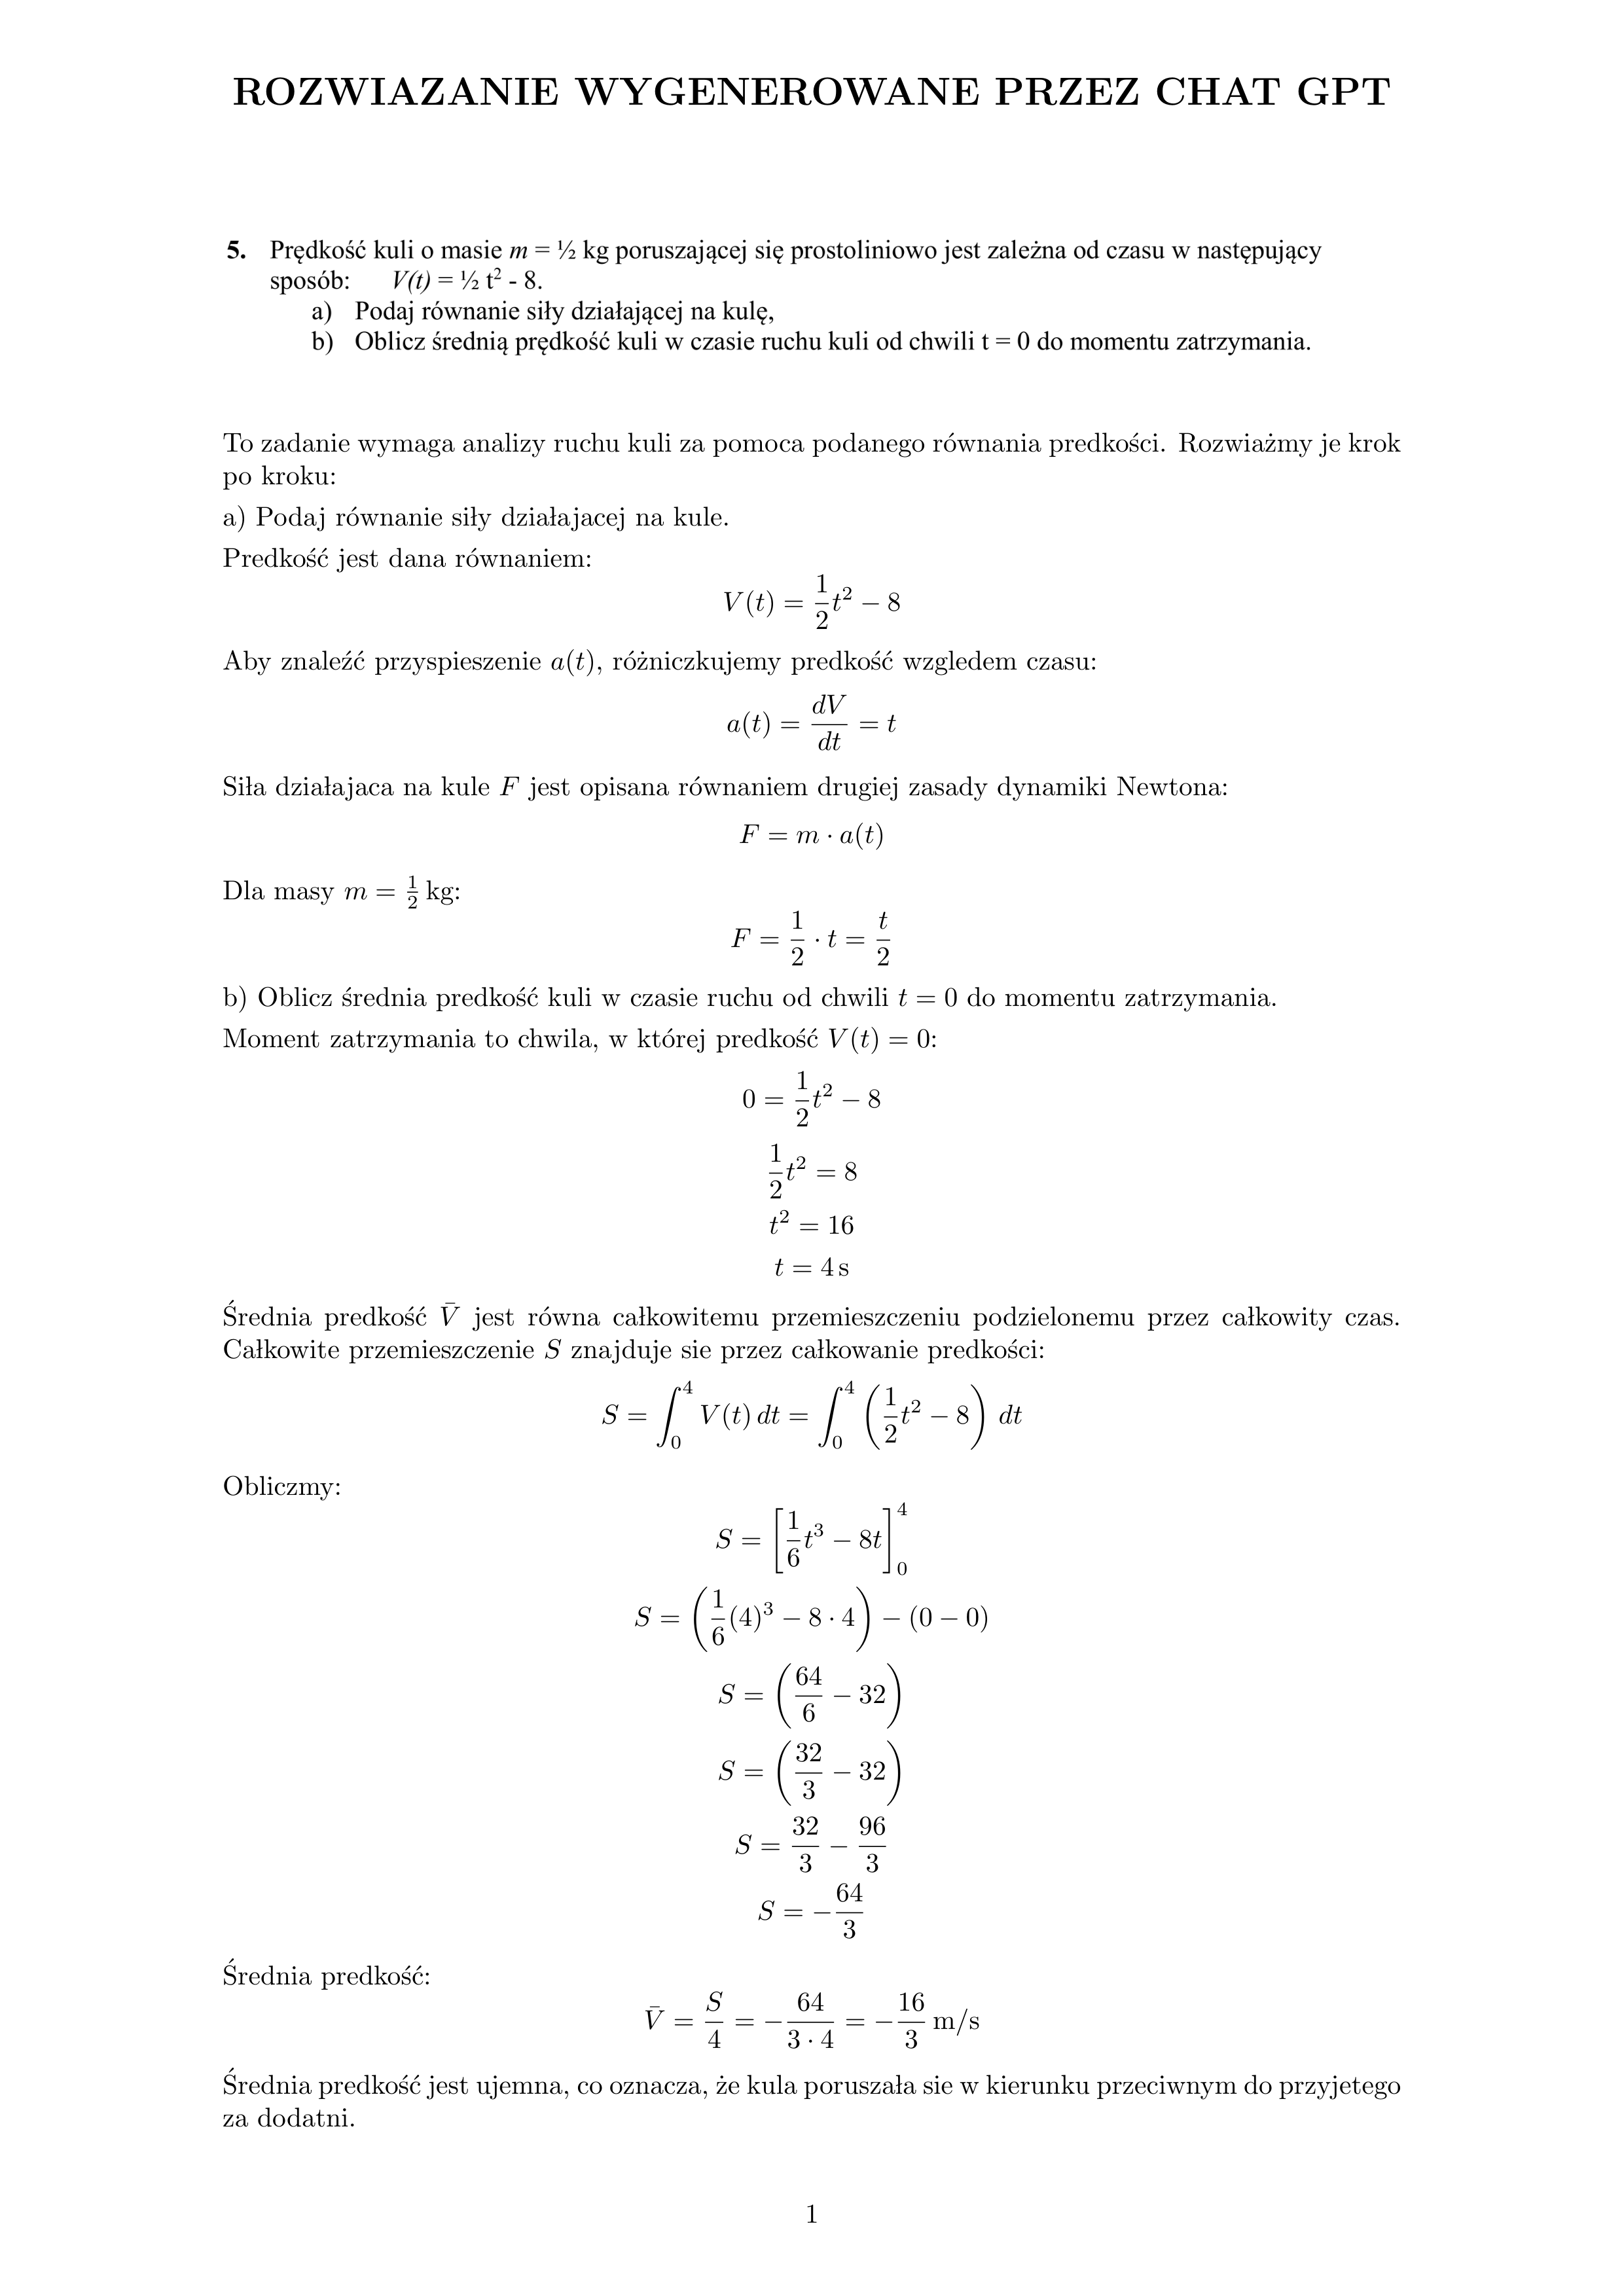 ROZWIAZANIE WYGENEROWANE PRZEZ CHAT GPT
5. Prędkość kuli o masie m = ½ kg poruszającej się prostoliniowo jest zależna od czasu w następujący
sposób: V(t) = ½ t² - 8.
a) Podaj równanie siły działającej na kulę,
b) Oblicz średnią prędkość kuli w czasie ruchu kuli od chwili t = 0 do momentu zatrzymania.
To zadanie wymaga analizy ruchu kuli za pomoca podanego równania predkości. Rozwiażmy je krok
po kroku:
a) Podaj równanie siły działajacej na kule.
Predkość jest dana równaniem:
V(t) = \frac{1}{2}t^2 − 8
Aby znaleźć przyspieszenie a(t), różniczkujemy predkość wzgledem czasu:
a(t) = \frac{dV}{dt} = t
Siła działajaca na kule F jest opisana równaniem drugiej zasady dynamiki Newtona:
F = m · a(t)
Dla masy m = \frac{1}{2} kg:
F = \frac{1}{2} · t = \frac{t}{2}
b) Oblicz średnia predkość kuli w czasie ruchu od chwili t = 0 do momentu zatrzymania.
Moment zatrzymania to chwila, w której predkość V(t) = 0:
0 = \frac{1}{2}t^2 − 8
\frac{1}{2}t^2 = 8
t^2 = 16
t = 4 s
Średnia predkość \bar{V} jest równa całkowitemu przemieszczeniu podzielonemu przez całkowity czas.
Całkowite przemieszczenie S znajduje sie przez całkowanie predkości:
S = \int_0^4 V(t) dt = \int_0^4 \left(\frac{1}{2}t^2 − 8\right) dt
Obliczmy:
S = \left[\frac{1}{6}t^3 − 8t\right]_0^4
S = \left(\frac{1}{6}(4)^3 − 8 · 4\right) − (0 − 0)
S = \left(\frac{64}{6} − 32\right)
S = \left(\frac{32}{3} − 32\right)
S = \frac{32}{3} − \frac{96}{3}
S = −\frac{64}{3}
Średnia predkość:
\bar{V} = \frac{S}{4} = −\frac{64}{3 · 4} = −\frac{16}{3} m/s
Średnia predkość jest ujemna, co oznacza, że kula poruszała sie w kierunku przeciwnym do przyjetego
za dodatni.
1